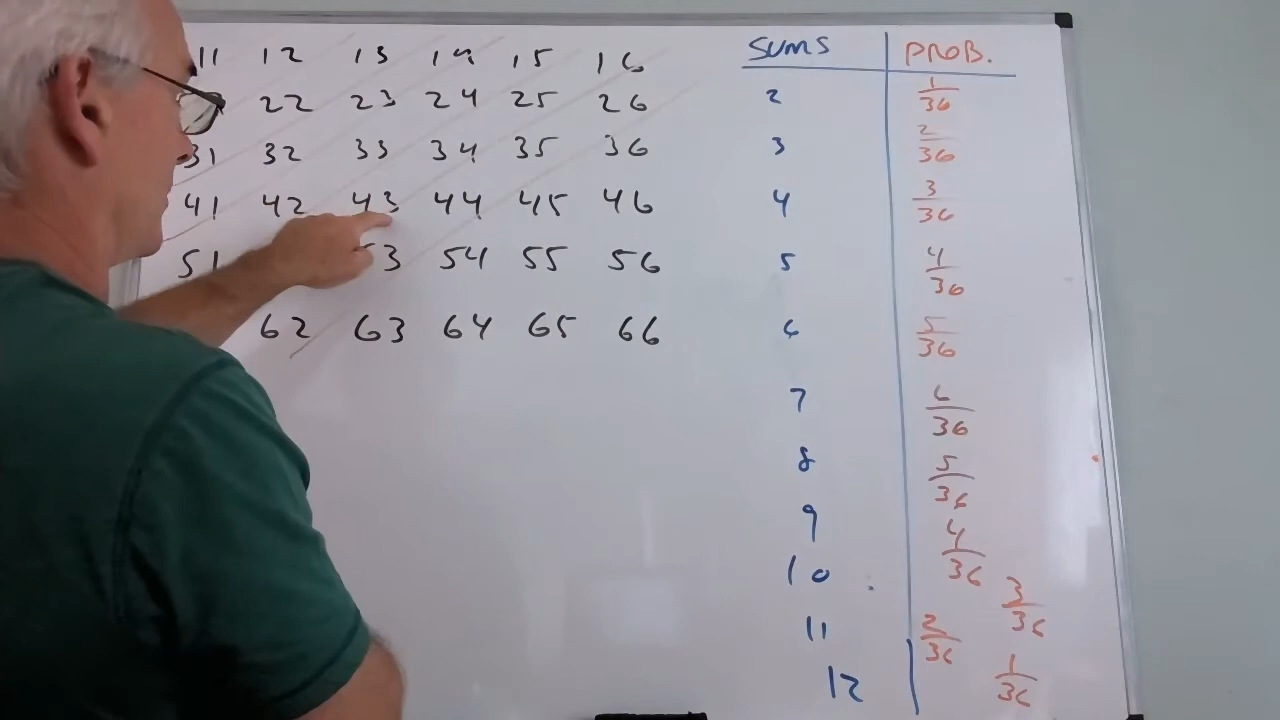 11 12 13 14 15 16
22 23 24 25 26
31 32 33 34 35 36
41 42 43 44 45 46
51 53 54 55 56
62 63 64 65 66
SUMS PROB.
2 1/36
3 2/36
4 3/36
5 4/36
6 5/36
7 6/36
8 5/36
9 4/36
10 3/36
11 2/36
12 1/36